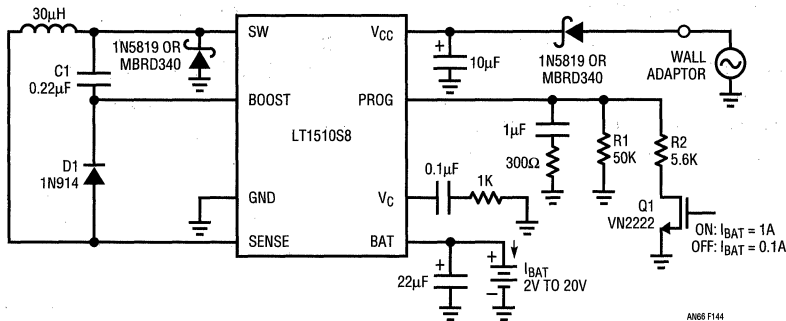 30µH
SW
1N5819 OR
MBRD340
C1
0.22µF
BOOST
D1
1N914
GND
SENSE
LT1510S8
VCC
10µF
1N5819 OR
MBRD340
WALL
ADAPTOR
PROG
1µF
300Ω
R1
50K
R2
5.6K
0.1µF
1K
VC
Q1
VN2222
ON: IBAT = 1A
OFF: IBAT = 0.1A
BAT
22µF
IBAT
2V TO 20V
AN66 F144